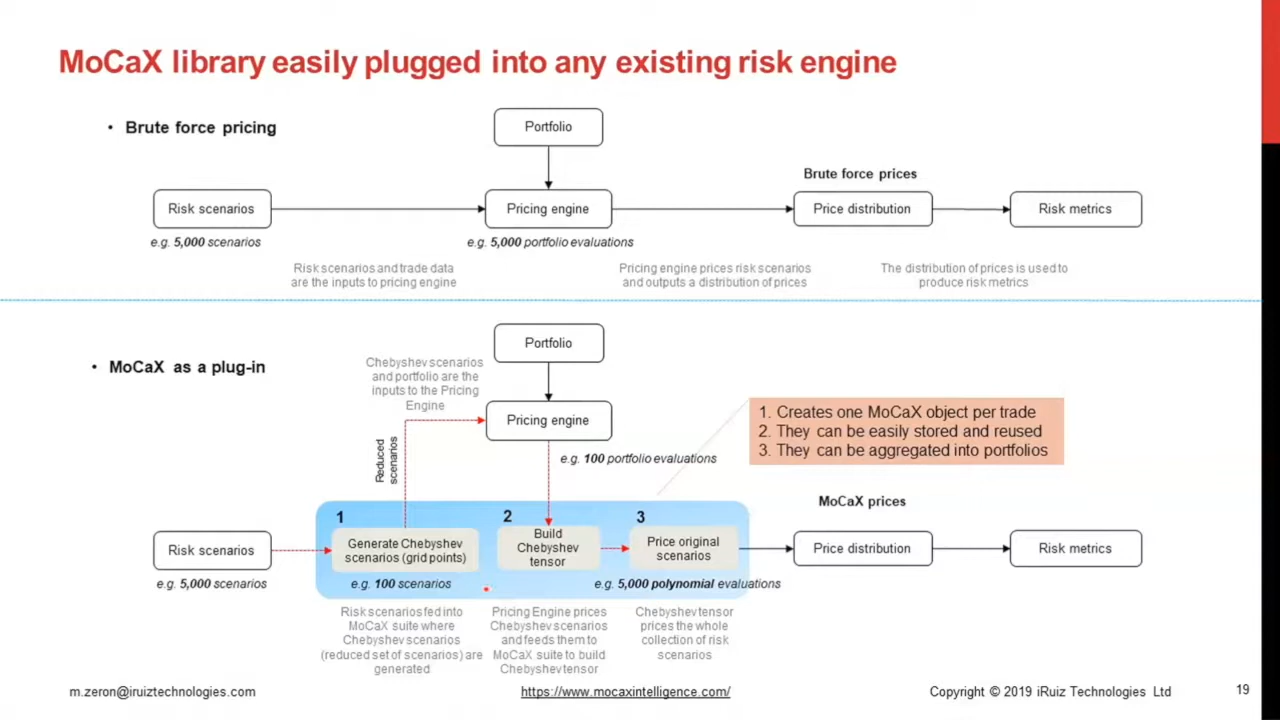 MoCaX library easily plugged into any existing risk engine
• Brute force pricing
Portfolio
Brute force prices
Risk scenarios
Pricing engine
Price distribution
Risk metrics
e.g. 5,000 scenarios
e.g. 5,000 portfolio evaluations
Risk scenarios and trade data
are the inputs to pricing engine
Pricing engine prices risk scenarios
and outputs a distribution of prices
The distribution of prices is used to
produce risk metrics
• MoCaX as a plug-in
Portfolio
Chebyshev scenarios
and portfolio are the
inputs to the Pricing
Engine
Pricing engine
Reduced
scenarios
e.g. 100 portfolio evaluations
1. Creates one MoCaX object per trade
2. They can be easily stored and reused
3. They can be aggregated into portfolios
MoCaX prices
Risk scenarios
e.g. 5,000 scenarios
1
Generate Chebyshev
scenarios (grid points)
e.g. 100 scenarios
2
Build
Chebyshev
tensor
3
Price original
scenarios
e.g. 5,000 polynomial evaluations
Price distribution
Risk metrics
Risk scenarios fed into
MoCaX suite where
Chebyshev scenarios
(reduced set of scenarios) are
generated
Pricing Engine prices
Chebyshev scenarios
and feeds them to
MoCaX suite to build
Chebyshev tensor
Chebyshev tensor
prices the whole
collection of risk
scenarios
m.zeron@iruiztechnologies.com
https://www.mocaxintelligence.com/
Copyright © 2019 iRuiz Technologies Ltd
19